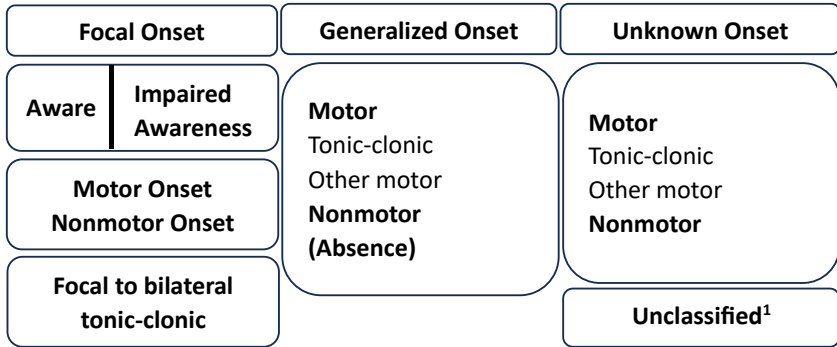 Focal Onset
Aware
Impaired
Awareness
Motor Onset
Nonmotor Onset
Focal to bilateral
tonic-clonic
Generalized Onset
Motor
Tonic-clonic
Other motor
Nonmotor
(Absence)
Unknown Onset
Motor
Tonic-clonic
Other motor
Nonmotor
Unclassified¹